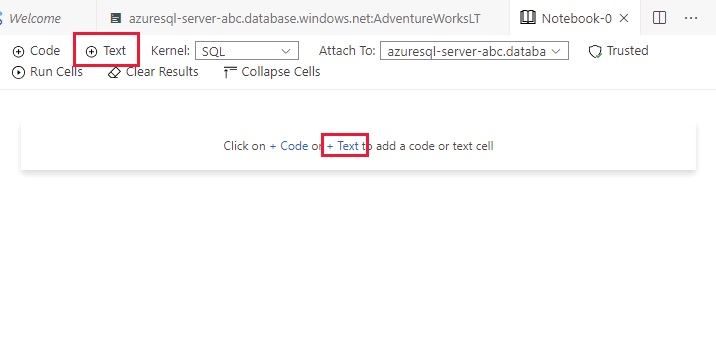 Welcome azuresql-server-abc.database.windows.net:AdventureWorksLT Notebook-0
Code Text Kernel: SQL Attach To: azuresql-server-abc.databa Trusted
Run Cells Clear Results Collapse Cells
Click on + Code or + Text to add a code or text cell